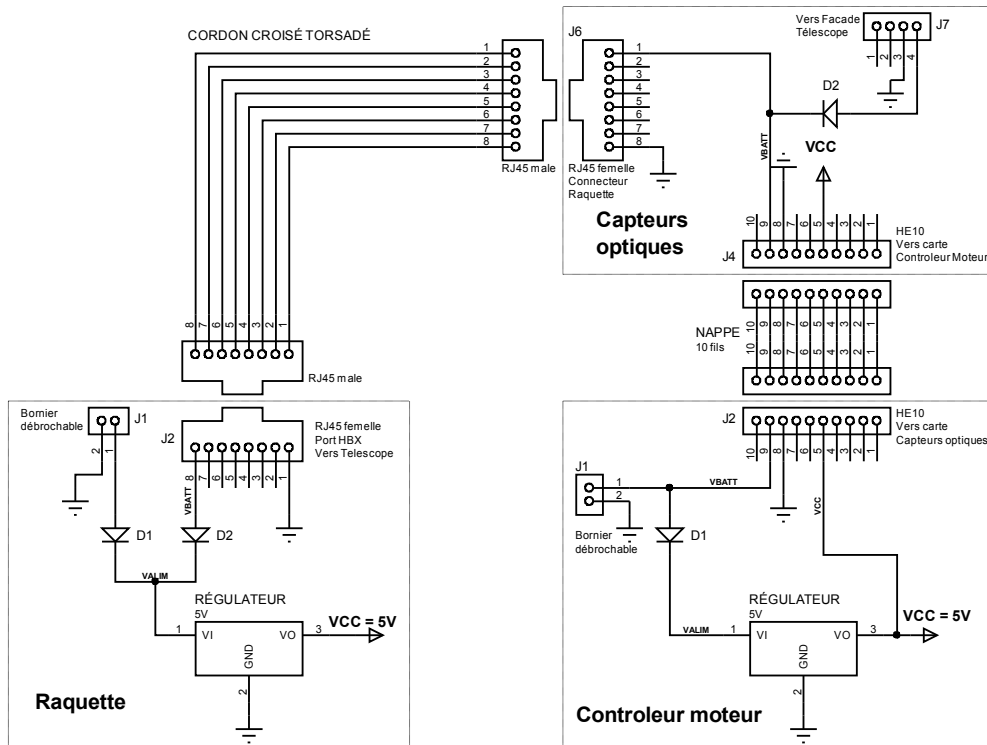 CORDON CROISÉ TORSADÉ
1
2
3
4
5
6
7
8
RJ45 male
J6
1
2
3
4
5
6
7
8
RJ45 femelle
Connecteur
Raquette
Vers Facade
Télescope
J7
1
2
3
4
D2
VBATT
VCC
Capteurs
optiques
10
9
8
7
6
5
4
3
2
1
J4
HE10
Vers carte
Controleur Moteur
8
7
6
5
4
3
2
1
RJ45 male
NAPPE
10 fils
10
9
8
7
6
5
4
3
2
1
10
9
8
7
6
5
4
3
2
1
Bornier
débrochable
J1
2
1
J2
RJ45 femelle
Port HBX
Vers Telescope
8
7
6
5
4
3
2
1
VBATT
D1
D2
VALIM
RÉGULATEUR
5V
1
VI
VO
3
GND
2
VCC = 5V
Raquette
J2
HE10
Vers carte
Capteurs optiques
10
9
8
7
6
5
4
3
2
1
J1
1
2
VBATT
VCC
Bornier
débrochable
D1
VALIM
RÉGULATEUR
5V
1
VI
VO
3
GND
2
VCC = 5V
Controleur moteur